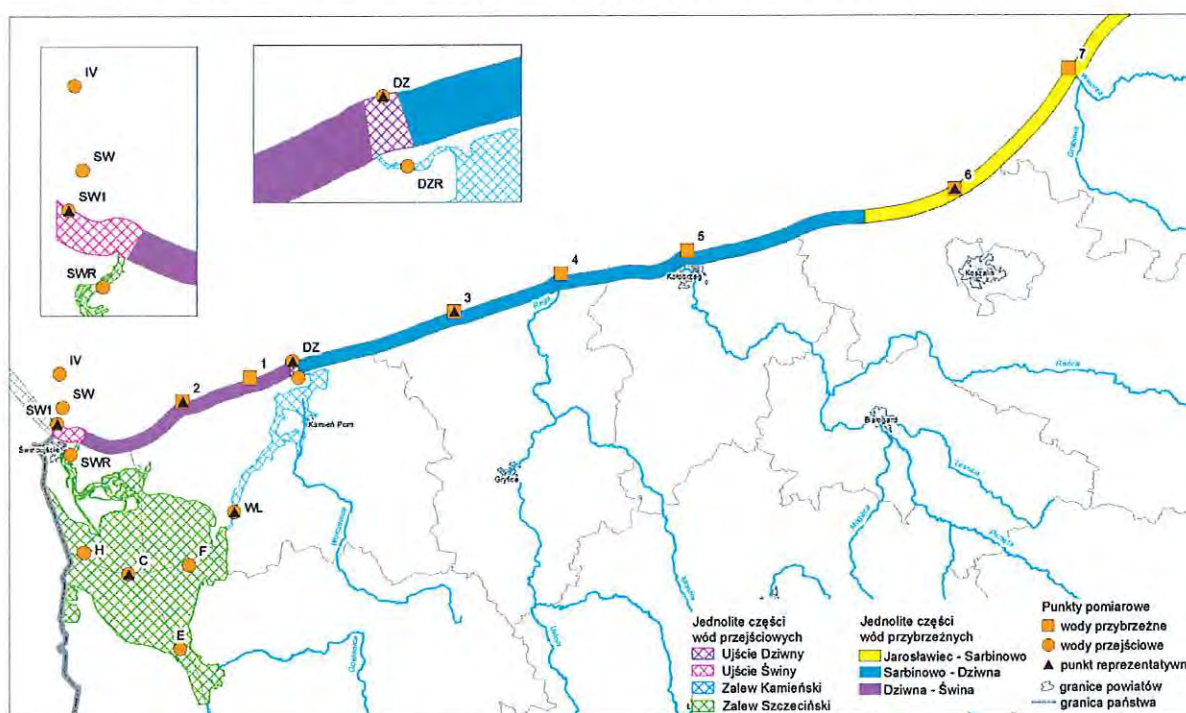 IV
SW
SW1
SWR
DZ
DZR
7
6
5
4
3
DZ
1
2
IV
SW
SW1
SWR
WL
H
C
F
E
Wieprza
Grabowa
Koszalin
Kołobrzeg
Rega
Radew
Białogard
Kamień Pom.
Świnoujście
Gryfice
Jednolite części
wód przejściowych
Ujście Dziwny
Ujście Świny
Zalew Kamieński
Zalew Szczeciński
Jednolite części
wód przybrzeżnych
Jarosławiec - Sarbinowo
Sarbinowo - Dziwna
Dziwna - Świna
Punkty pomiarowe
wody przybrzeżne
wody przejściowe
punkt reprezentatywn
granice powiatów
granica państwa